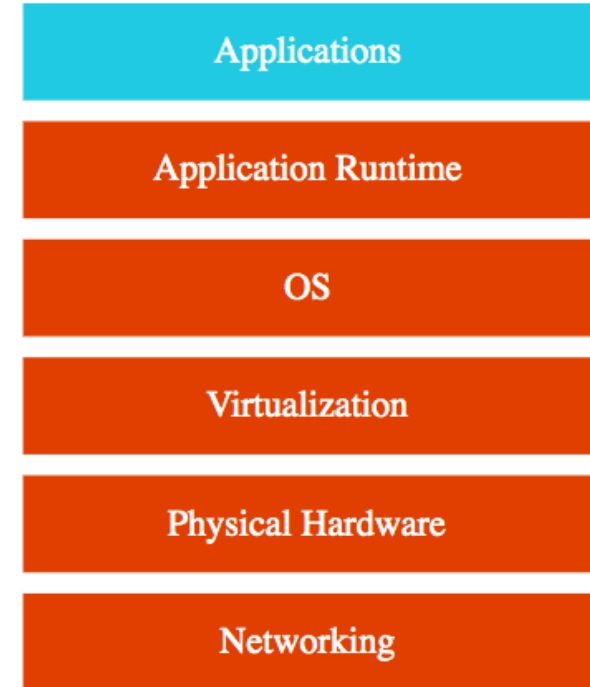 Applications
Application Runtime
OS
Virtualization
Physical Hardware
Networking